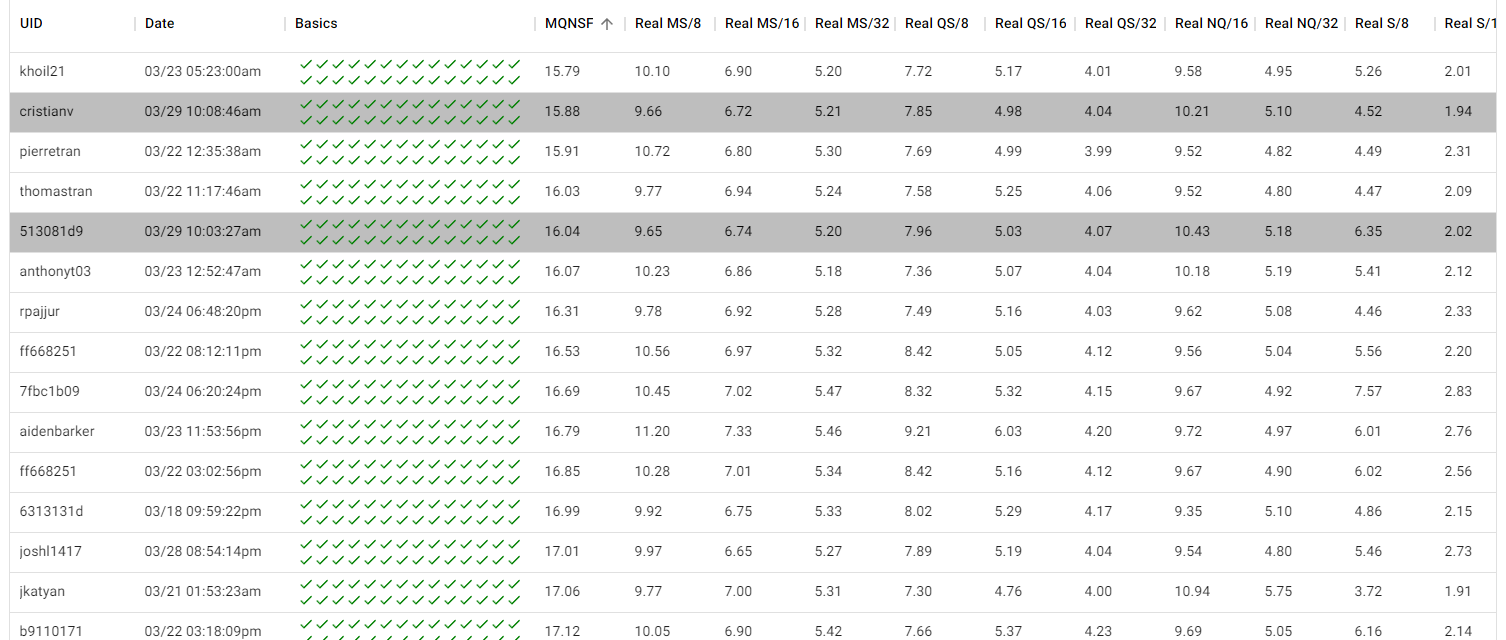 UID Date Basics MQNSF Real MS/8 Real MS/16 Real MS/32 Real QS/8 Real QS/16 Real QS/32 Real NQ/16 Real NQ/32 Real S/8 Real S/1
khoil21 03/23 05:23:00am 15.79 10.10 6.90 5.20 7.72 5.17 4.01 9.58 4.95 5.26 2.01
cristianv 03/29 10:08:46am 15.88 9.66 6.72 5.21 7.85 4.98 4.04 10.21 5.10 4.52 1.94
pierretran 03/22 12:35:38am 15.91 10.72 6.80 5.30 7.69 4.99 3.99 9.52 4.82 4.49 2.31
thomastran 03/22 11:17:46am 16.03 9.77 6.94 5.24 7.58 5.25 4.06 9.52 4.80 4.47 2.09
513081d9 03/29 10:03:27am 16.04 9.65 6.74 5.20 7.96 5.03 4.07 10.43 5.18 6.35 2.02
anthonyt03 03/23 12:52:47am 16.07 10.23 6.86 5.18 7.36 5.07 4.04 10.18 5.19 5.41 2.12
rpajjur 03/24 06:48:20pm 16.31 9.78 6.92 5.28 7.49 5.16 4.03 9.62 5.08 4.46 2.33
ff668251 03/22 08:12:11pm 16.53 10.56 6.97 5.32 8.42 5.05 4.12 9.56 5.04 5.56 2.20
7fbc1b09 03/24 06:20:24pm 16.69 10.45 7.02 5.47 8.32 5.32 4.15 9.67 4.92 7.57 2.83
aidenbarker 03/23 11:53:56pm 16.79 11.20 7.33 5.46 9.21 6.03 4.20 9.72 4.97 6.01 2.76
ff668251 03/22 03:02:56pm 16.85 10.28 7.01 5.34 8.42 5.16 4.12 9.67 4.90 6.02 2.56
6313131d 03/18 09:59:22pm 16.99 9.92 6.75 5.33 8.02 5.29 4.17 9.35 5.10 4.86 2.15
joshl1417 03/28 08:54:14pm 17.01 9.97 6.65 5.27 7.89 5.19 4.04 9.54 4.80 5.46 2.73
jkatyan 03/21 01:53:23am 17.06 9.77 7.00 5.31 7.30 4.76 4.00 10.94 5.75 3.72 1.91
b9110171 03/22 03:18:09pm 17.12 10.05 6.90 5.42 7.66 5.37 4.23 9.69 5.05 6.16 2.14